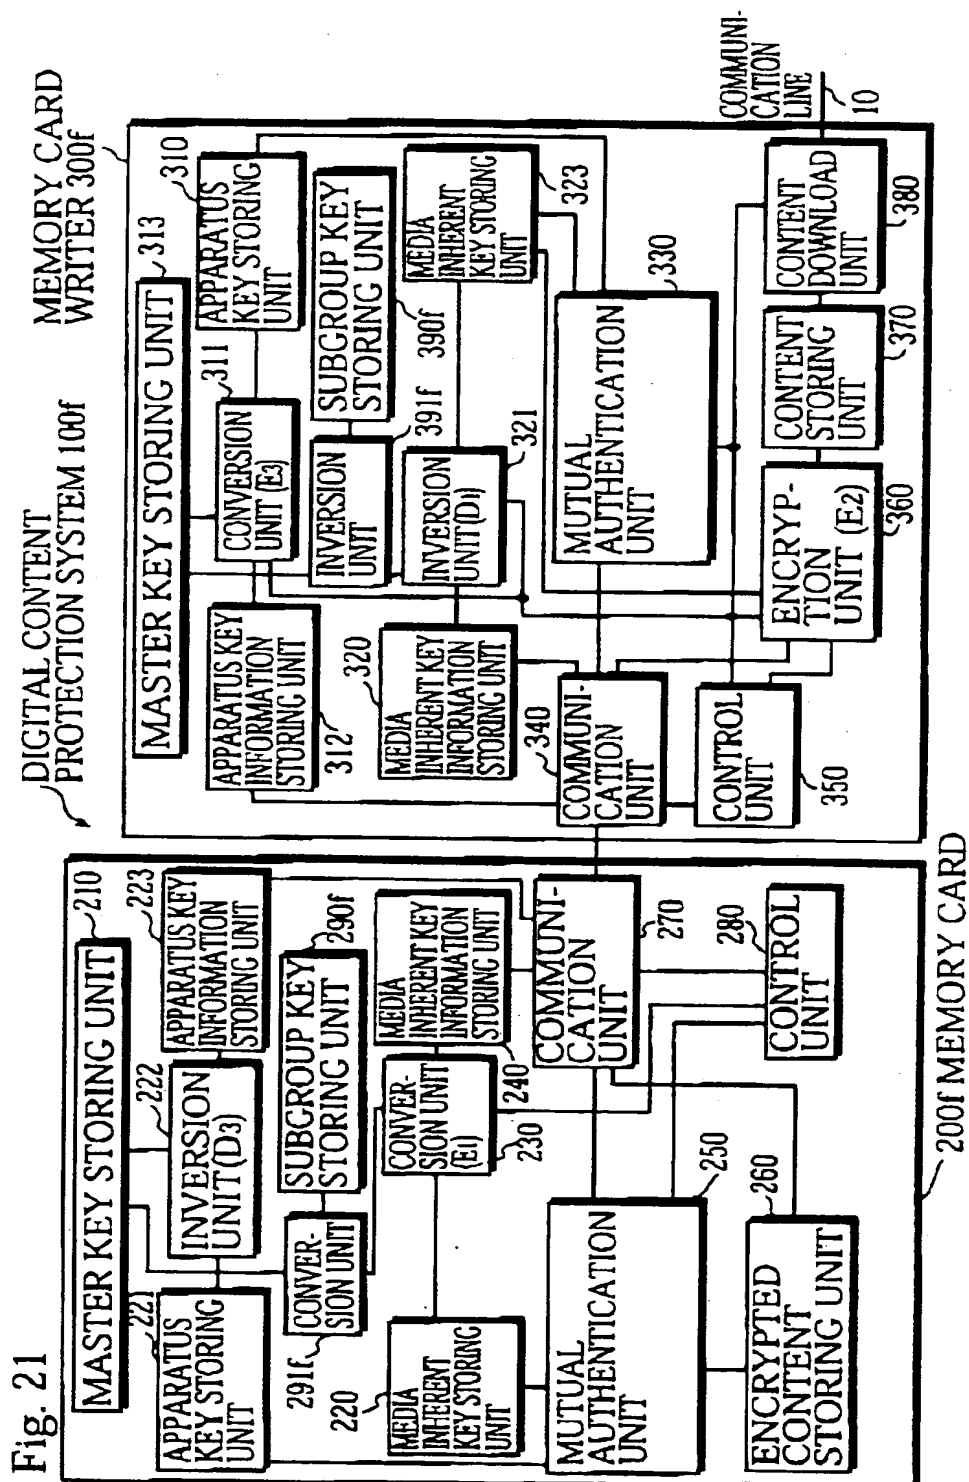 Fig. 21
DIGITAL CONTENT
PROTECTION SYSTEM 100f
MASTER KEY STORING UNIT
210
APPARATUS
KEY STORING
UNIT
221
INVERSION
UNIT(D3)
222
APPARATUS KEY
INFORMATION
STORING UNIT
223
CONVER-
SION UNIT
291f
SUBGROUP KEY
STORING UNIT
290f
MEDIA
INHERENT
KEY STORING
UNIT
220
CONVER-
SION UNIT
(E1)
230
MEDIA
INHERENT KEY
INFORMATION
STORING UNIT
240
MUTUAL
AUTHENTICATION
UNIT
250
COMMUNI-
CATION
UNIT
270
ENCRYPTED
CONTENT
STORING UNIT
260
CONTROL
UNIT
280
200f MEMORY CARD
MEMORY CARD
WRITER 300f
MASTER KEY STORING UNIT
313
APPARATUS KEY
INFORMATION
STORING UNIT
312
CONVERSION
UNIT (E3)
311
APPARATUS
KEY STORING
UNIT
310
INVERSION
UNIT
391f
SUBGROUP KEY
STORING UNIT
390f
MEDIA
INHERENT KEY
INFORMATION
STORING UNIT
320
INVERSION
UNIT(D1)
321
MEDIA
INHERENT
KEY STORING
UNIT
323
COMMUNI-
CATION
UNIT
340
MUTUAL
AUTHENTICATION
UNIT
330
CONTROL
UNIT
350
ENCRYP-
TION
UNIT (E2)
360
CONTENT
STORING
UNIT
370
CONTENT
DOWNLOAD
UNIT
380
COMMUNI-
CATION
LINE
10